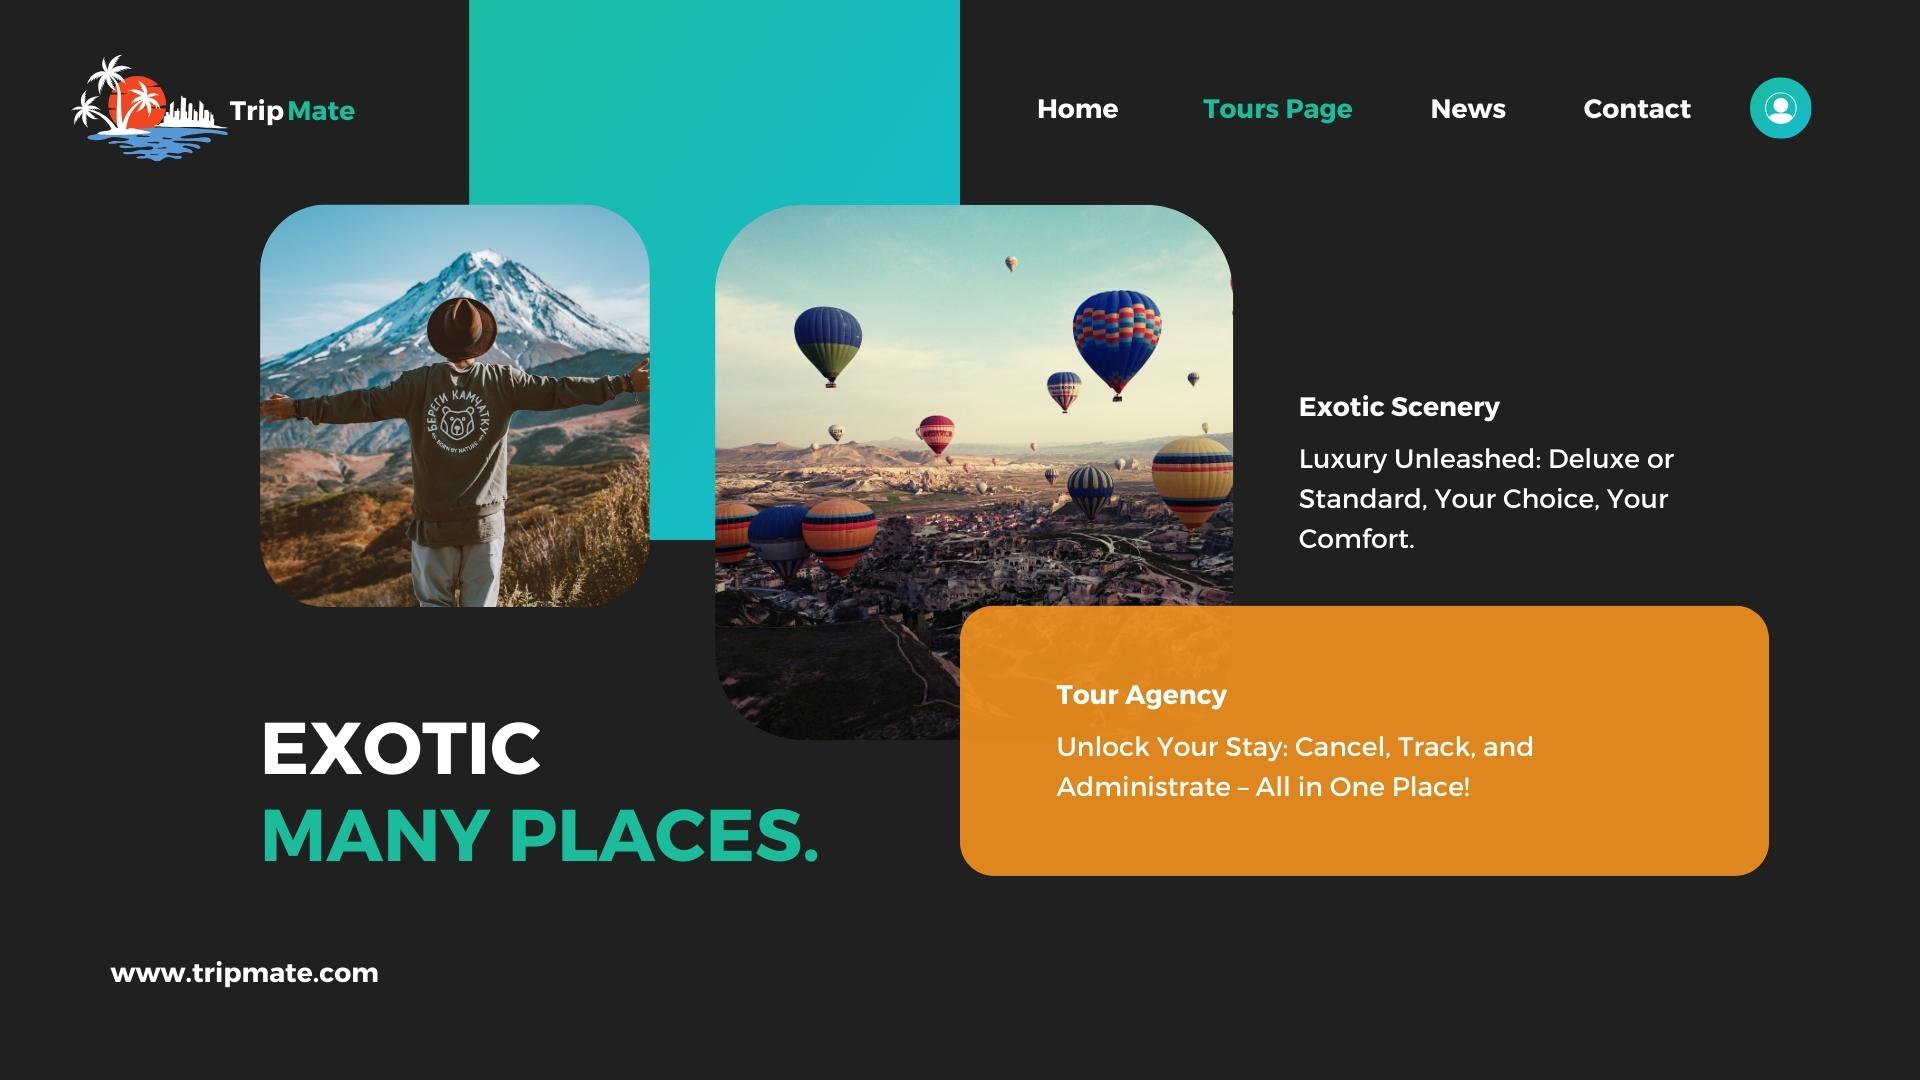 Trip Mate
Home Tours Page News Contact
БЕРЕГИ КАМЧАТКУ
BORN BY NATURE
Exotic Scenery
Luxury Unleashed: Deluxe or
Standard, Your Choice, Your
Comfort.
Tour Agency
Unlock Your Stay: Cancel, Track, and
Administrate – All in One Place!
EXOTIC
MANY PLACES.
www.tripmate.com